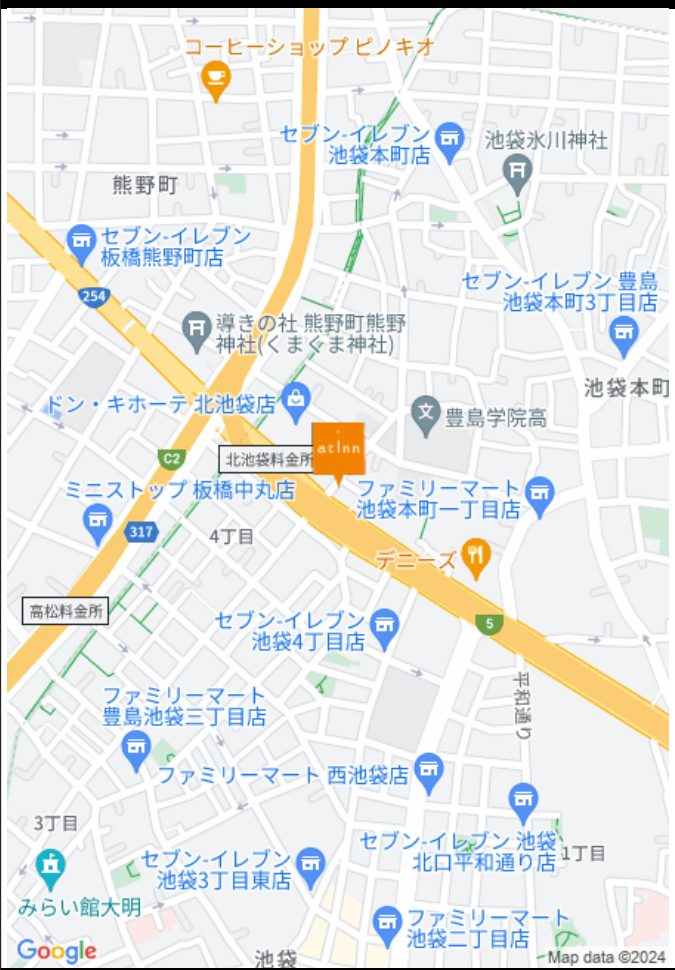 コーヒーショップ ピノキオ
セブン-イレブン
池袋本町店
池袋氷川神社
熊野町
セブン-イレブン
板橋熊野町店
254
セブン-イレブン 豊島
池袋本町3丁目店
導きの社 熊野町熊野
神社(くまくま神社)
池袋本町
ドン・キホーテ 北池袋店
豊島学院高
atInn
C2
北池袋料金所
ミニストップ 板橋中丸店
ファミリーマート
池袋本町一丁目店
317
4丁目
デニーズ
高松料金所
セブン-イレブン
池袋4丁目店
5
平和通り
ファミリーマート
豊島池袋三丁目店
ファミリーマート 西池袋店
3丁目
セブン-イレブン 池袋
北口平和通り店
1丁目
セブン-イレブン
池袋3丁目東店
みらい館大明
ファミリーマート
池袋二丁目店
池袋
Google
Map data ©2024